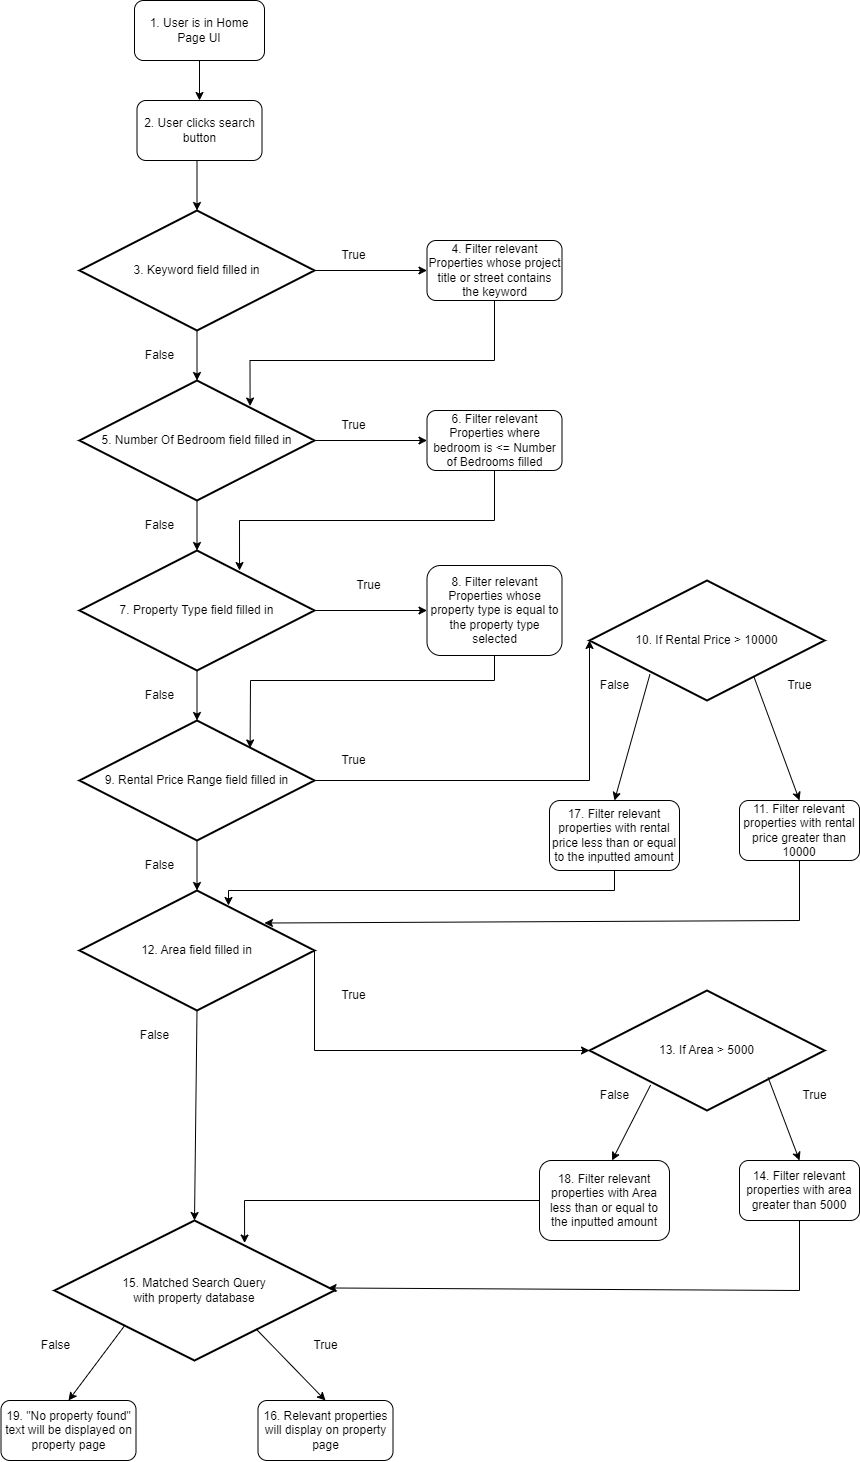 1. User is in Home
Page UI
2. User clicks search
button
3. Keyword field filled in
True
4. Filter relevant
Properties whose project
title or street contains
the keyword
False
5. Number Of Bedroom field filled in
True
6. Filter relevant
Properties where
bedroom is <= Number
of Bedrooms filled
False
7. Property Type field filled in
True
8. Filter relevant
Properties whose
property type is equal to
the property type
selected
10. If Rental Price > 10000
False
False
True
9. Rental Price Range field filled in
True
17. Filter relevant
properties with rental
price less than or equal
to the inputted amount
11. Filter relevant
properties with rental
price greater than
10000
False
12. Area field filled in
True
False
13. If Area > 5000
False
True
18. Filter relevant
properties with Area
less than or equal to
the inputted amount
14. Filter relevant
properties with area
greater than 5000
15. Matched Search Query
with property database
False
True
19. "No property found"
text will be displayed on
property page
16. Relevant properties
will display on property
page